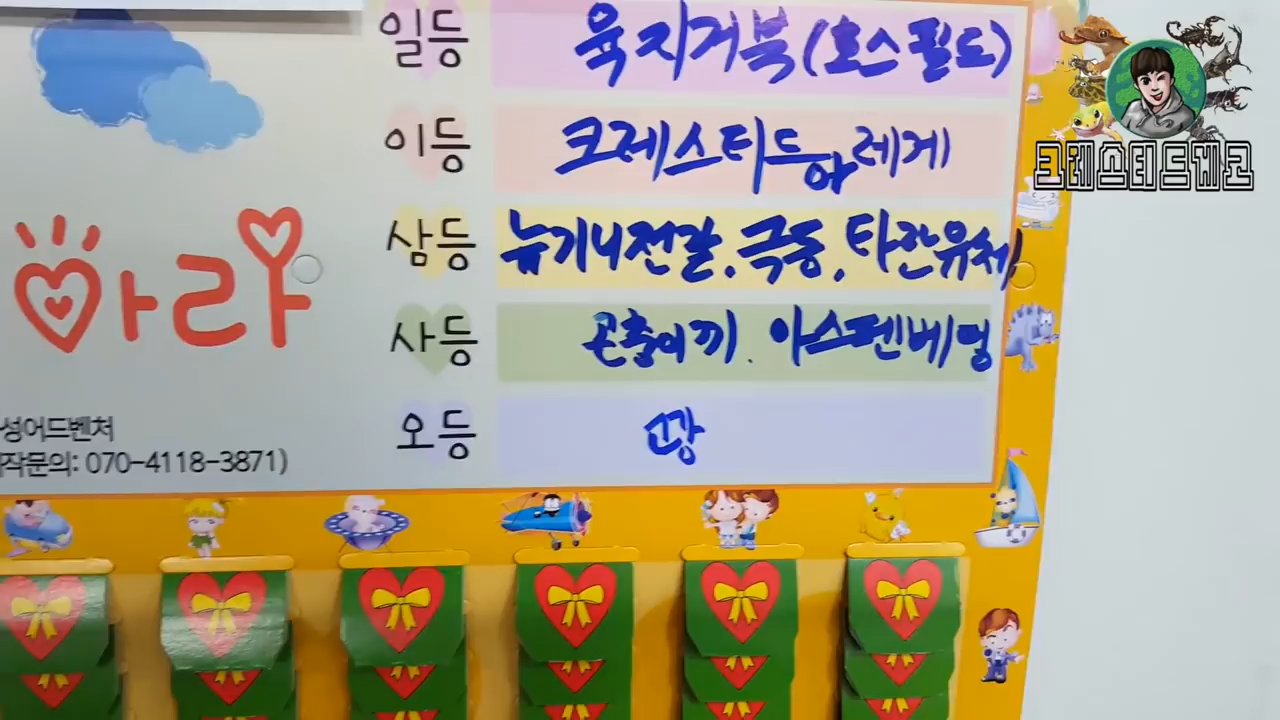 일등 육지거북(호스필드)
이등 크레스티드 아 레게
크레스티드게코
삼등 뉴기니전갈.극동.타란유체
아라
사등 곤충이끼. 아스펜베딩
오등 꽝
성어드벤처
작문의: 070-4118-3871)